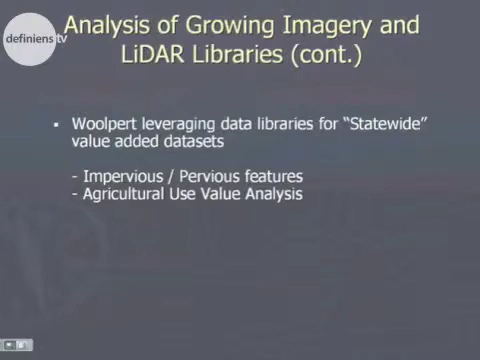 definiens tv
Analysis of Growing Imagery and
LiDAR Libraries (cont.)
▪ Woolpert leveraging data libraries for “Statewide”
value added datasets
- Impervious / Pervious features
- Agricultural Use Value Analysis